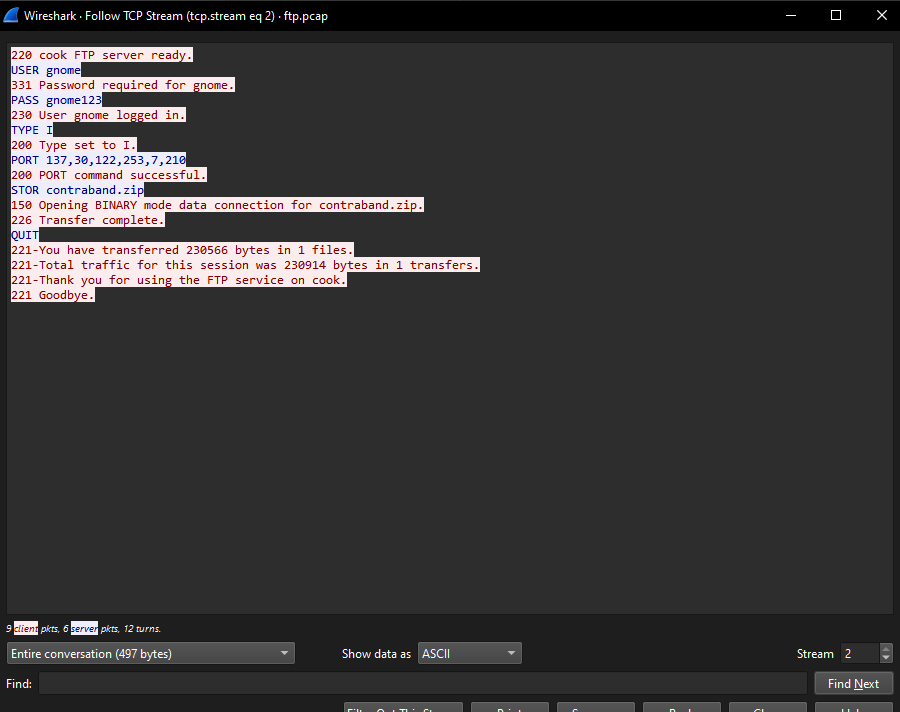 Wireshark · Follow TCP Stream (tcp.stream eq 2) · ftp.pcap
220 cook FTP server ready.
USER gnome
331 Password required for gnome.
PASS gnome123
230 User gnome logged in.
TYPE I
200 Type set to I.
PORT 137,30,122,253,7,210
200 PORT command successful.
STOR contraband.zip
150 Opening BINARY mode data connection for contraband.zip.
226 Transfer complete.
QUIT
221-You have transferred 230566 bytes in 1 files.
221-Total traffic for this session was 230914 bytes in 1 transfers.
221-Thank you for using the FTP service on cook.
221 Goodbye.
9 client pkts, 6 server pkts, 12 turns.
Entire conversation (497 bytes) Show data as ASCII Stream 2
Find: Find Next